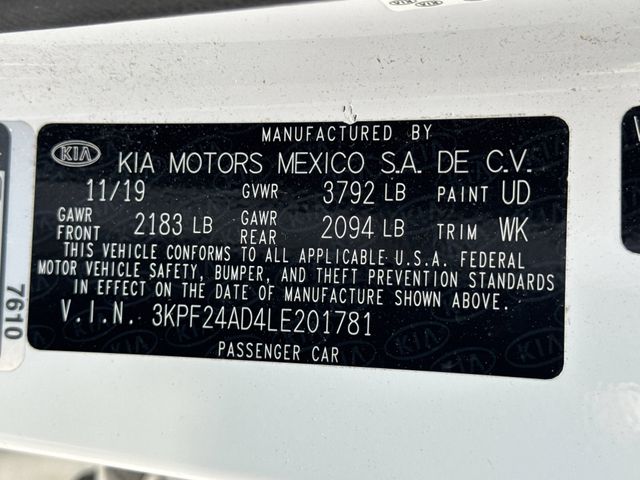 MANUFACTURED BY
KIA KIA MOTORS MEXICO S.A. DE C.V.
11/19 GVWR 3792 LB PAINT UD
GAWR FRONT 2183 LB GAWR REAR 2094 LB TRIM WK
THIS VEHICLE CONFORMS TO ALL APPLICABLE U.S.A. FEDERAL
MOTOR VEHICLE SAFETY, BUMPER, AND THEFT PREVENTION STANDARDS
IN EFFECT ON THE DATE OF MANUFACTURE SHOWN ABOVE.
V.I.N. 3KPF24AD4LE201781
PASSENGER CAR
7610